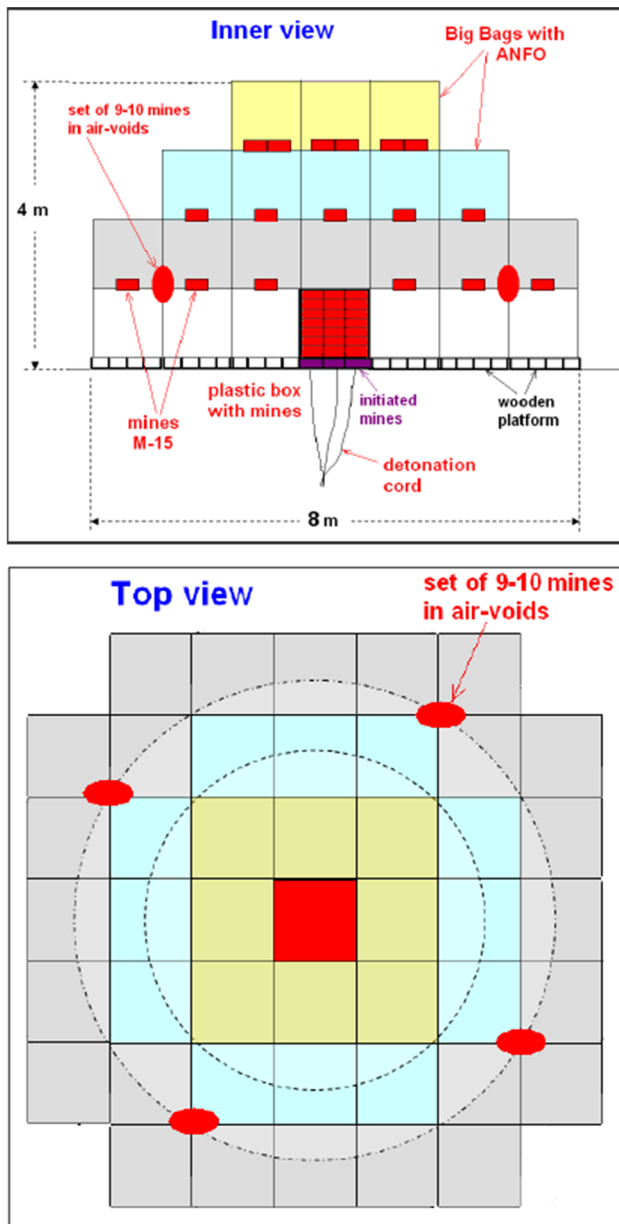 Inner view
Big Bags with
ANFO
set of 9-10 mines
in air-voids
4 m
plastic box
with mines
initiated
mines
wooden
platform
mines
M-15
detonation
cord
8 m
Top view
set of 9-10 mines
in air-voids